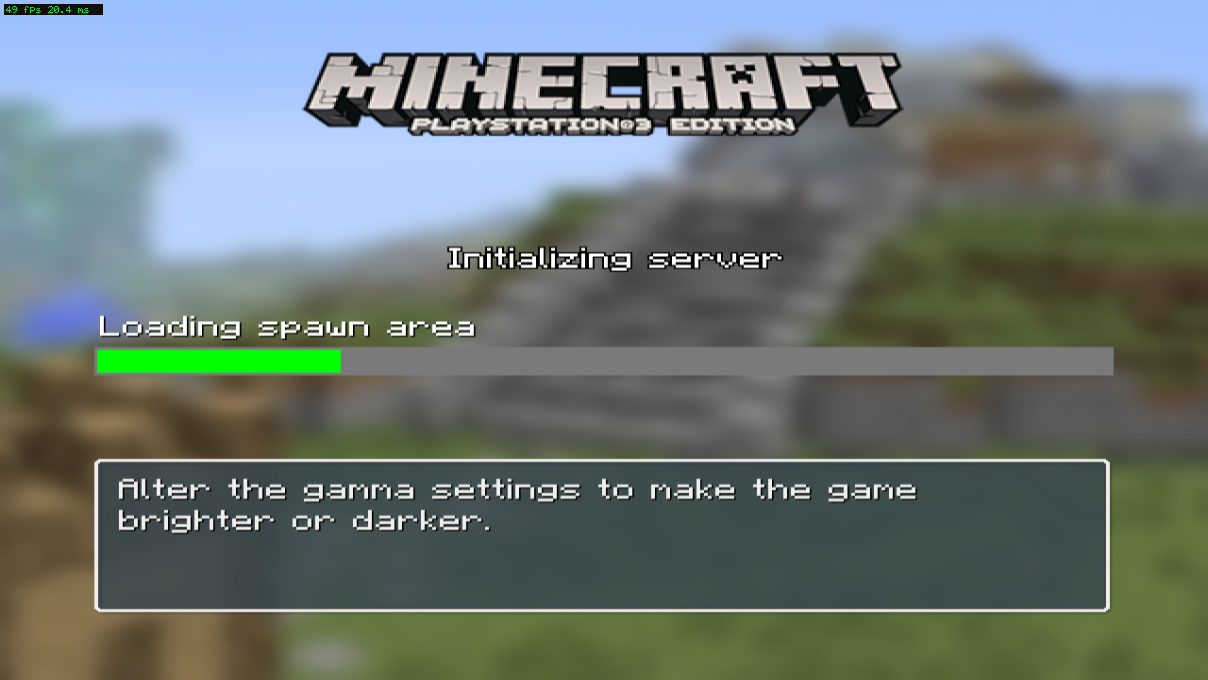 49 fps 20.4 ms
MINECRAFT
PLAYSTATION®3 EDITION
Initializing server
Loading spawn area
Alter the gamma settings to make the game
brighter or darker.